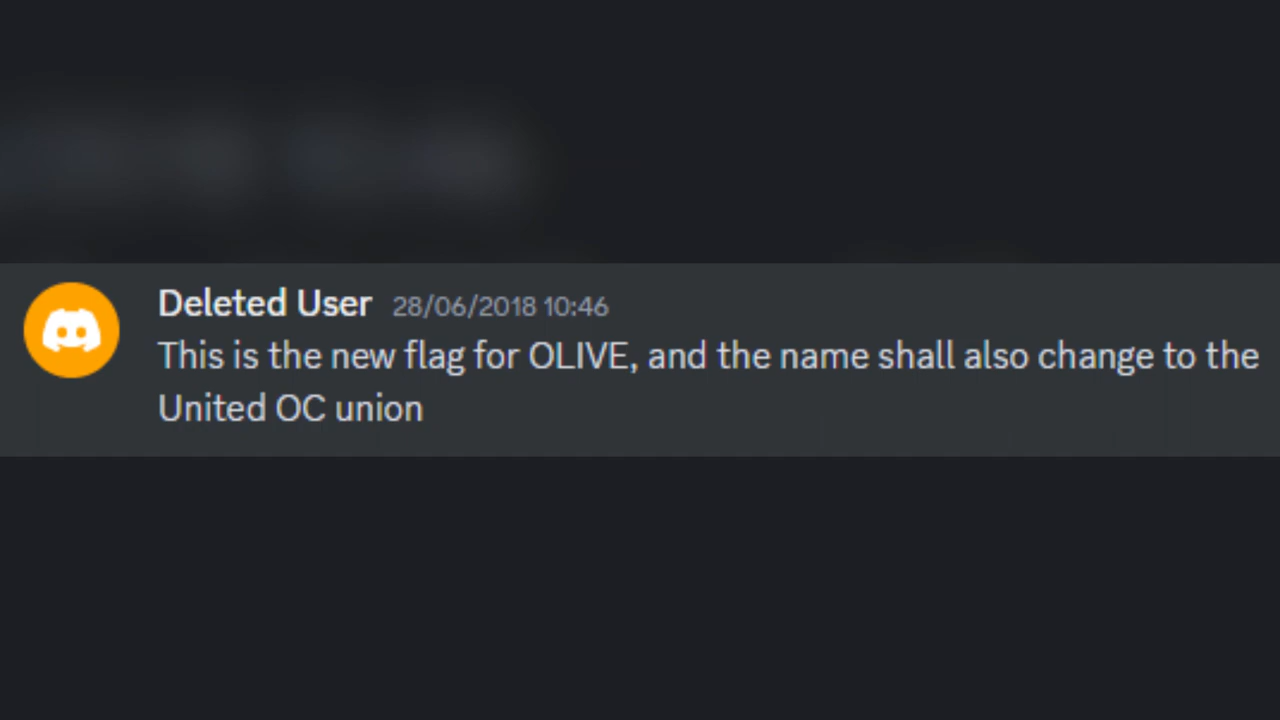 Deleted User 28/06/2018 10:46
This is the new flag for OLIVE, and the name shall also change to the
United OC union